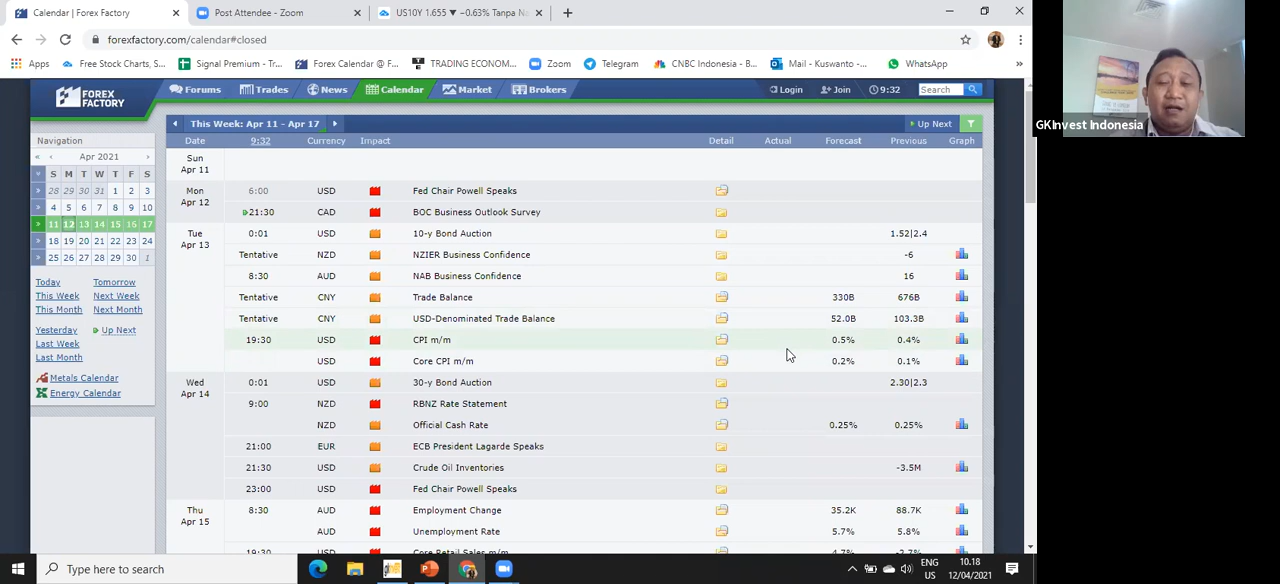 Calendar | Forex Factory
Post Attendee - Zoom
US10Y 1.655 ▼ −0.63% Tanpa N
forexfactory.com/calendar#closed
Apps Free Stock Charts, S... Signal Premium - Tr... Forex Calendar @ F... TRADING ECONOM... Zoom Telegram CNBC Indonesia - B... Mail - Kuswanto -... WhatsApp »
FOREX FACTORY
Forums Trades News Calendar Market Brokers Login Join 9:32 Search
Navigation
« ‹ Apr 2021 ›
S M T W T F S
28 29 30 31 1 2 3
4 5 6 7 8 9 10
11 12 13 14 15 16 17
18 19 20 21 22 23 24
25 26 27 28 29 30 1
Today Tomorrow
This Week Next Week
This Month Next Month
Yesterday Up Next
Last Week
Last Month
Metals Calendar
Energy Calendar
This Week: Apr 11 - Apr 17 Up Next
Date 9:32 Currency Impact Detail Actual Forecast Previous Graph
Sun
Apr 11
Mon
Apr 12
6:00 USD Fed Chair Powell Speaks
21:30 CAD BOC Business Outlook Survey
Tue
Apr 13
0:01 USD 10-y Bond Auction 1.52|2.4
Tentative NZD NZIER Business Confidence -6
8:30 AUD NAB Business Confidence 16
Tentative CNY Trade Balance 330B 676B
Tentative CNY USD-Denominated Trade Balance 52.0B 103.3B
19:30 USD CPI m/m 0.5% 0.4%
USD Core CPI m/m 0.2% 0.1%
Wed
Apr 14
0:01 USD 30-y Bond Auction 2.30|2.3
9:00 NZD RBNZ Rate Statement
NZD Official Cash Rate 0.25% 0.25%
21:00 EUR ECB President Lagarde Speaks
21:30 USD Crude Oil Inventories -3.5M
23:00 USD Fed Chair Powell Speaks
Thu
Apr 15
8:30 AUD Employment Change 35.2K 88.7K
AUD Unemployment Rate 5.7% 5.8%
19:30 USD Core Retail Sales m/m 4.7% -2.7%
GKInvest Indonesia
Type here to search
ENG
US
10.18
12/04/2021